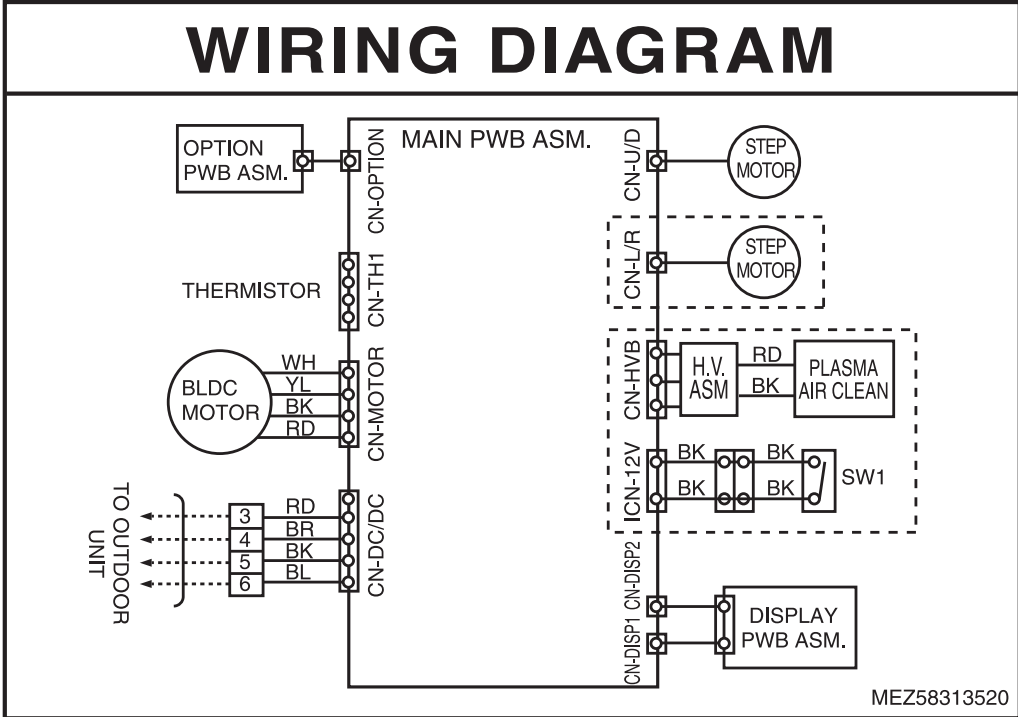 WIRING DIAGRAM
OPTION
PWB ASM.
CN-OPTION
MAIN PWB ASM.
CN-U/D
STEP
MOTOR
CN-L/R
STEP
MOTOR
THERMISTOR
CN-TH1
BLDC
MOTOR
WH
YL
BK
RD
CN-MOTOR
CN-HVB
H.V.
ASM
RD
BK
PLASMA
AIR CLEAN
ICN-12V
BK
BK
BK
BK
SW1
TO OUTDOOR
UNIT
3
4
5
6
RD
BR
BK
BL
CN-DC/DC
CN-DISP1
CN-DISP2
DISPLAY
PWB ASM.
MEZ58313520